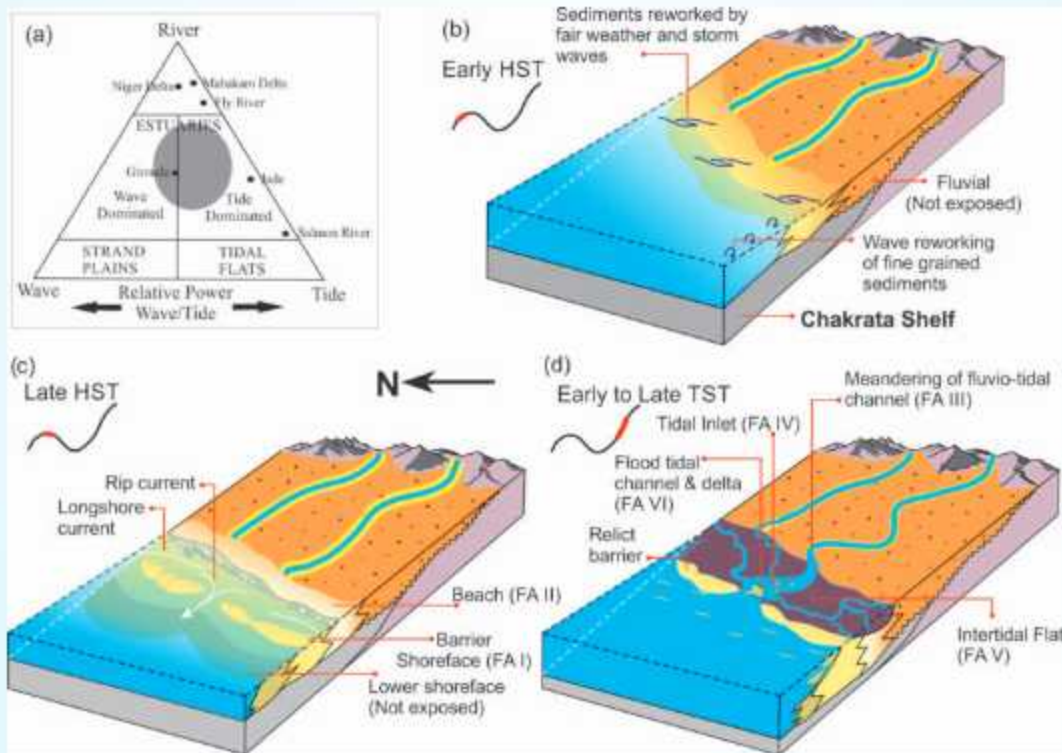 (a)
River
Niger Delta
Mahakam Delta
Fly River
ESTUARIES
Gironde
Jade
Wave
Dominated
Tide
Dominated
Salmon River
STRAND
PLAINS
TIDAL
FLATS
Wave
Relative Power
Wave/Tide
Tide
(b)
Early HST
Sediments reworked by
fair weather and storm
waves
Fluvial
(Not exposed)
Wave reworking
of fine grained
sediments
Chakrata Shelf
(c)
Late HST
N
Rip current
Longshore
current
Beach (FA II)
Barrier
Shoreface (FA I)
Lower shoreface
(Not exposed)
(d)
Early to Late TST
Meandering of fluvio-tidal
channel (FA III)
Tidal Inlet (FA IV)
Flood tidal
channel & delta
(FA VI)
Relict
barrier
Intertidal Flat
(FA V)